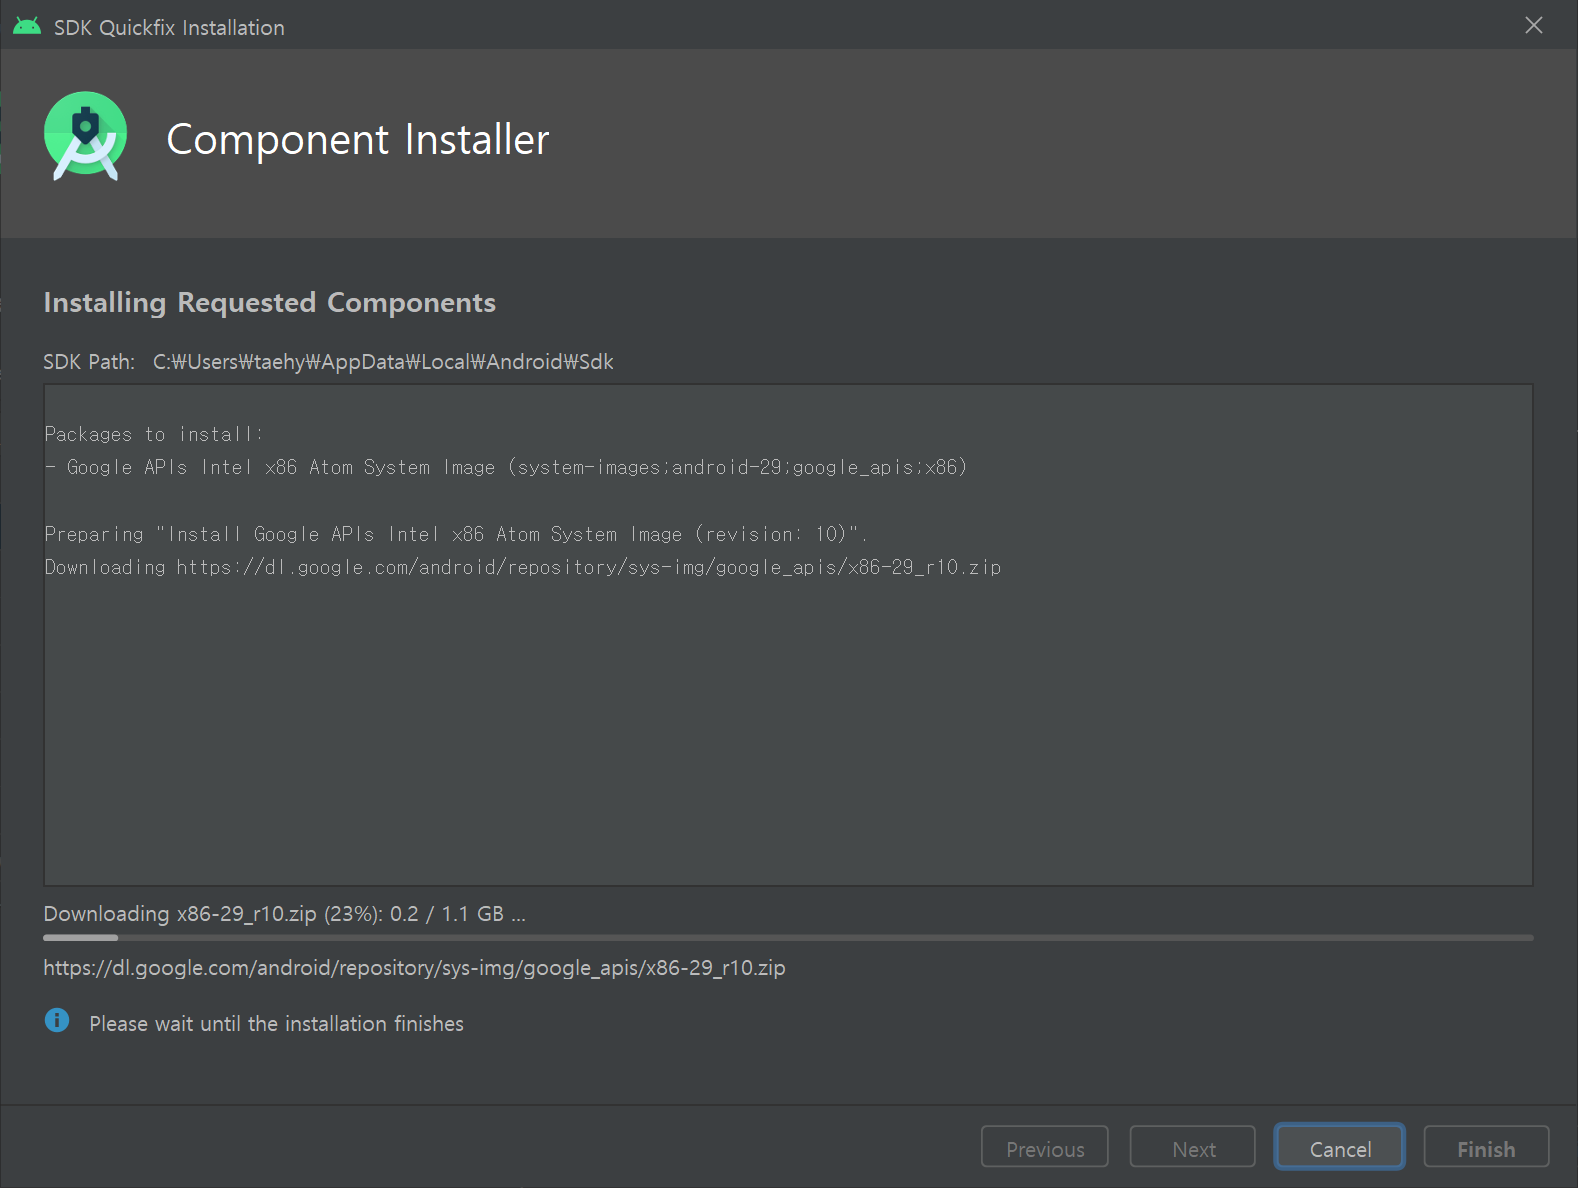 SDK Quickfix Installation
Component Installer
Installing Requested Components
SDK Path: C:₩Users₩taehy₩AppData₩Local₩Android₩Sdk
Packages to install:
- Google APIs Intel x86 Atom System Image (system-images;android-29;google_apis;x86)
Preparing "Install Google APIs Intel x86 Atom System Image (revision: 10)".
Downloading https://dl.google.com/android/repository/sys-img/google_apis/x86-29_r10.zip
Downloading x86-29_r10.zip (23%): 0.2 / 1.1 GB ...
https://dl.google.com/android/repository/sys-img/google_apis/x86-29_r10.zip
Please wait until the installation finishes
Previous Next Cancel Finish